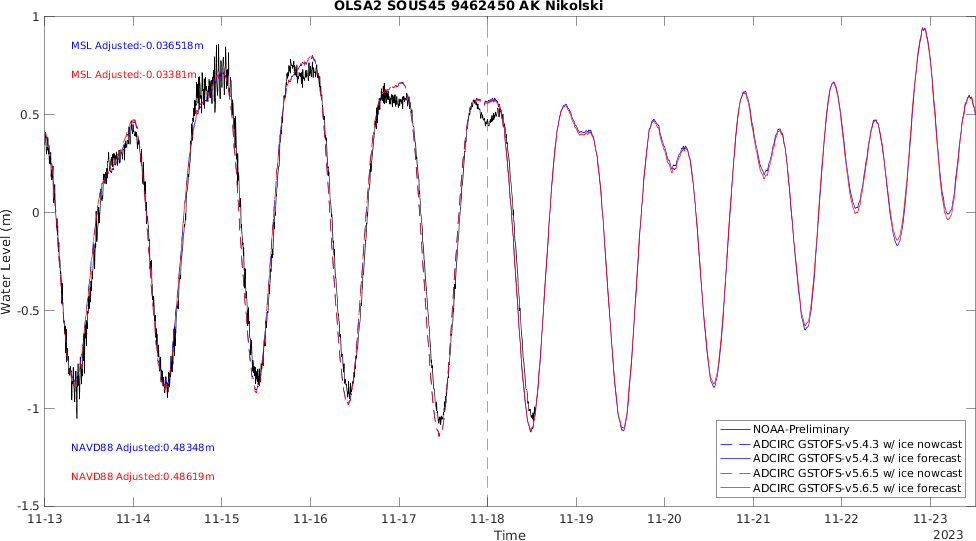 OLSA2 SOUS45 9462450 AK Nikolski
MSL Adjusted:-0.036518m
MSL Adjusted:-0.03381m
NAVD88 Adjusted:0.48348m
NAVD88 Adjusted:0.48619m
Water Level (m)
1
0.5
0
-0.5
-1
-1.5
NOAA-Preliminary
ADCIRC GSTOFS-v5.4.3 w/ ice nowcast
ADCIRC GSTOFS-v5.4.3 w/ ice forecast
ADCIRC GSTOFS-v5.6.5 w/ ice nowcast
ADCIRC GSTOFS-v5.6.5 w/ ice forecast
11-13 11-14 11-15 11-16 11-17 11-18 11-19 11-20 11-21 11-22 11-23
Time
2023